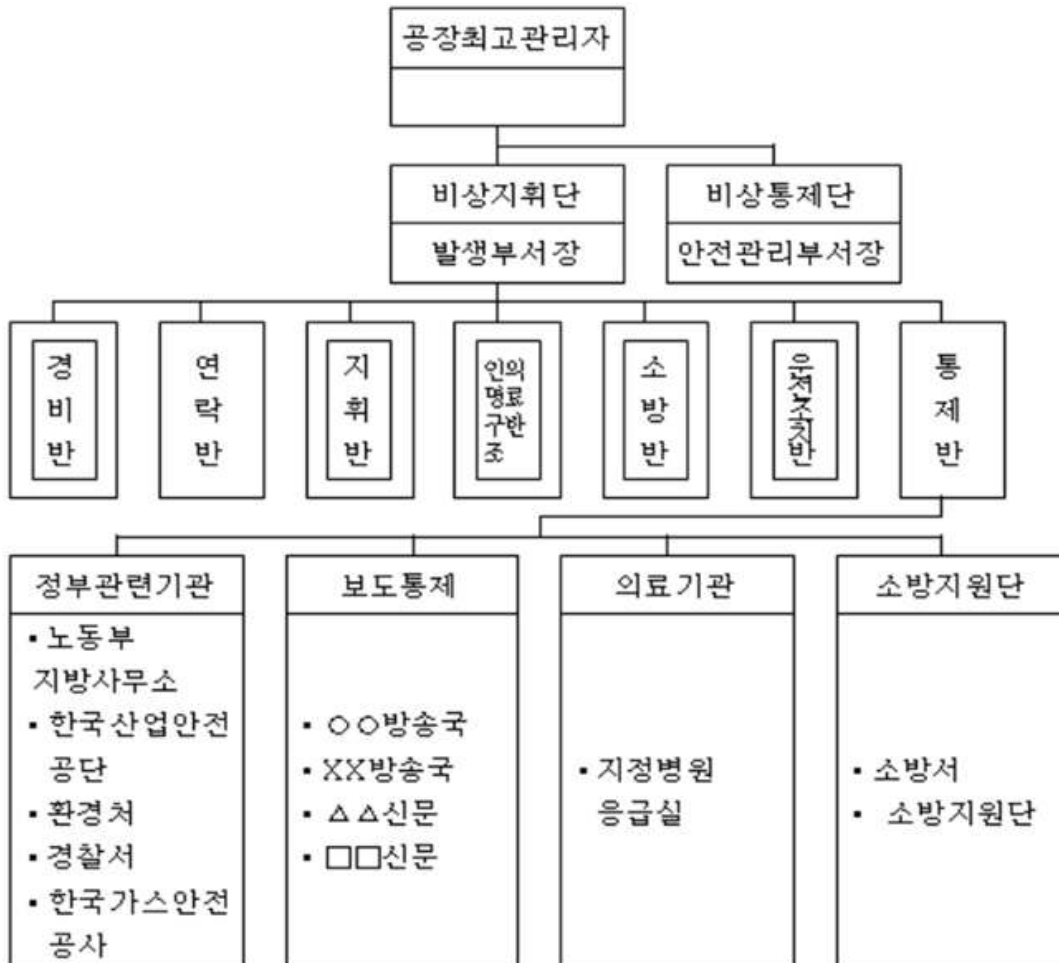 공장최고관리자
비상지휘단
비상통제단
발생부서장
안전관리부서장
경비반
연락반
지휘반
인명구조
의료반
소방반
운전조치반
통제반
정부관련기관
보도통제
의료기관
소방지원단
▪ 노동부
지방사무소
▪ 한국산업안전
공단
▪ 환경처
▪ 경찰서
▪ 한국가스안전
공사
▪ ○○방송국
▪ XX방송국
▪ △△신문
▪ □□신문
▪ 지정병원
응급실
▪ 소방서
▪ 소방지원단